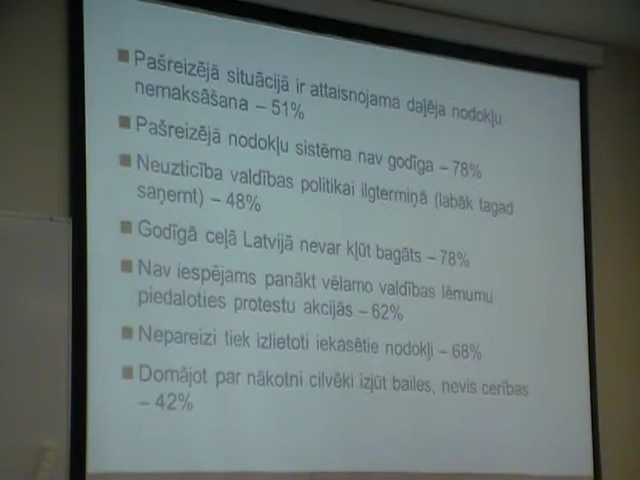 Pašreizējā situācijā ir attaisnojama daļēja nodokļu
nemaksāšana – 51%
Pašreizējā nodokļu sistēma nav godīga – 78%
Neuzticība valdības politikai ilgtermiņā (labāk tagad
saņemt) – 48%
Godīgā ceļā Latvijā nevar kļūt bagāts – 78%
Nav iespējams panākt vēlamo valdības lēmumu
piedaloties protestu akcijās – 62%
Nepareizi tiek izlietoti iekasētie nodokļi – 68%
Domājot par nākotni cilvēki izjūt bailes, nevis cerības
– 42%